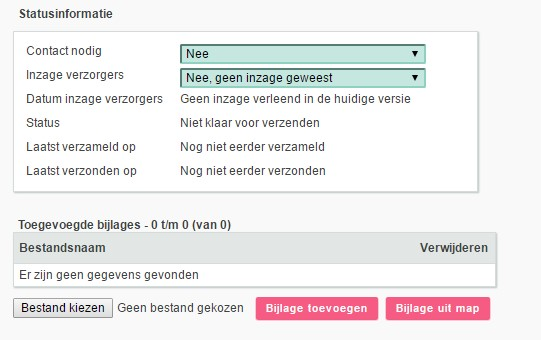 Statusinformatie
Contact nodig Nee
Inzage verzorgers Nee, geen inzage geweest
Datum inzage verzorgers Geen inzage verleend in de huidige versie
Status Niet klaar voor verzenden
Laatst verzameld op Nog niet eerder verzameld
Laatst verzonden op Nog niet eerder verzonden
Toegevoegde bijlages - 0 t/m 0 (van 0)
Bestandsnaam Verwijderen
Er zijn geen gegevens gevonden
Bestand kiezen Geen bestand gekozen Bijlage toevoegen Bijlage uit map